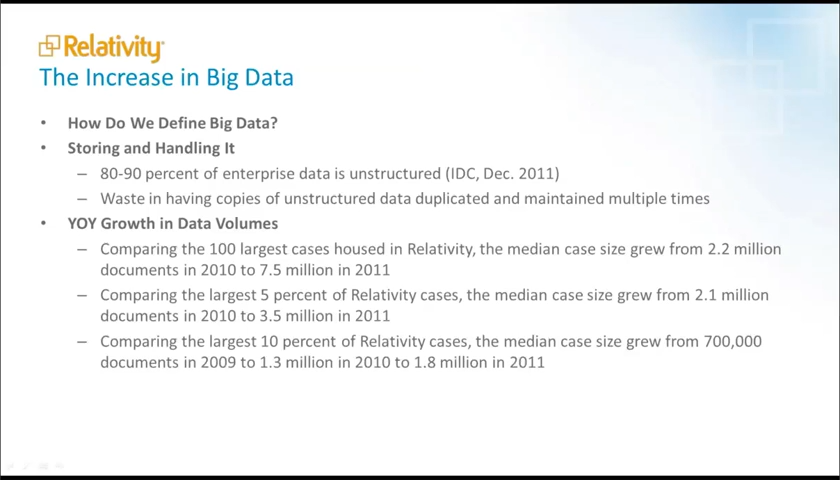 Relativity
The Increase in Big Data
• How Do We Define Big Data?
• Storing and Handling It
– 80-90 percent of enterprise data is unstructured (IDC, Dec. 2011)
– Waste in having copies of unstructured data duplicated and maintained multiple times
• YOY Growth in Data Volumes
– Comparing the 100 largest cases housed in Relativity, the median case size grew from 2.2 million
documents in 2010 to 7.5 million in 2011
– Comparing the largest 5 percent of Relativity cases, the median case size grew from 2.1 million
documents in 2010 to 3.5 million in 2011
– Comparing the largest 10 percent of Relativity cases, the median case size grew from 700,000
documents in 2009 to 1.3 million in 2010 to 1.8 million in 2011